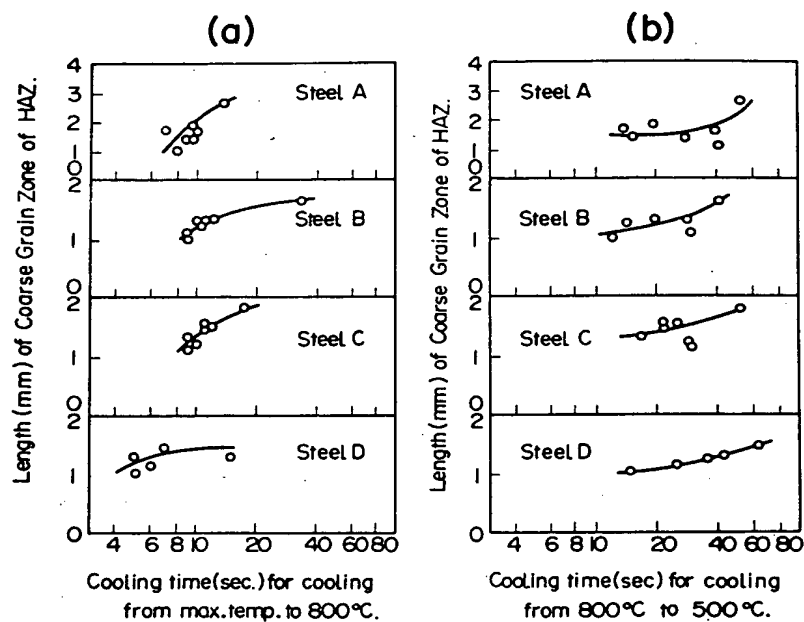 (a)
Length (mm) of Coarse Grain Zone of HAZ.
4
3
2
1
0
Steel A
2
1
0
Steel B
2
1
0
Steel C
2
1
0
Steel D
4 6 8 10 20 40 60 80
Cooling time(sec.) for cooling
from max.temp. to 800°C.
(b)
Length (mm) of Coarse Grain Zone of HAZ.
4
3
2
1
0
Steel A
2
1
0
Steel B
2
1
0
Steel C
2
1
0
Steel D
4 6 8 10 20 40 60 80
Cooling time(sec) for cooling
from 800°C to 500°C.